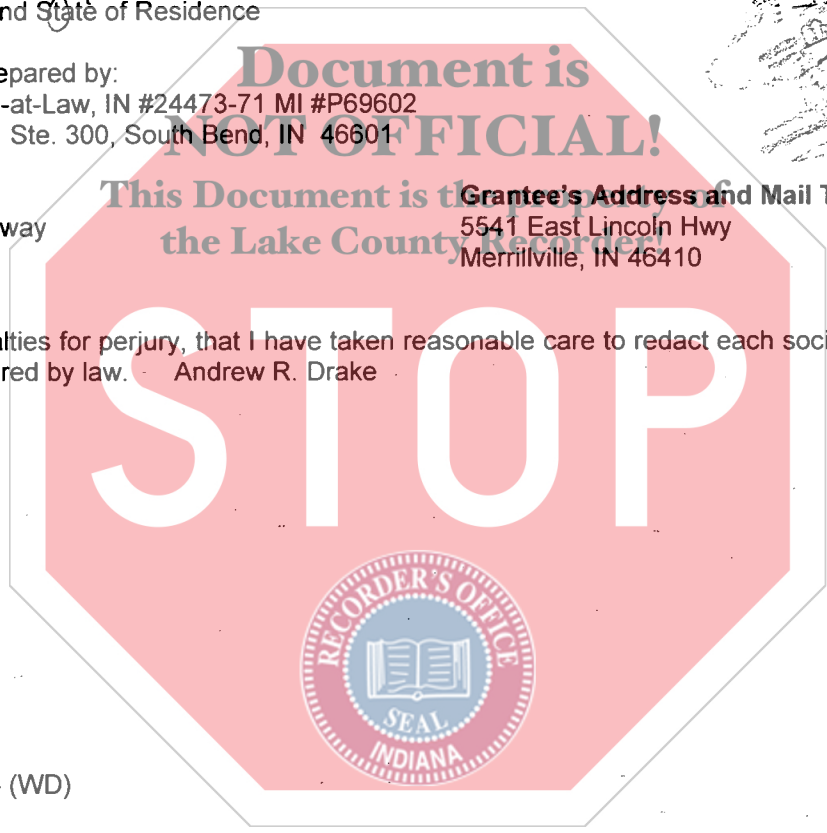 nd State of Residence
epared by:
-at-Law, IN #24473-71 MI #P69602
Ste. 300, South Bend, IN 46601
Document is
NOT OFFICIAL!
This Document is the property of
the Lake County Recorder!
Grantee's Address and Mail T
way
5541 East Lincoln Hwy
Merrillville, IN 46410
alties for perjury, that I have taken reasonable care to redact each soci
red by law. Andrew R. Drake
STOP
RECORDER'S OFFICE
SEAL
INDIANA
(WD)